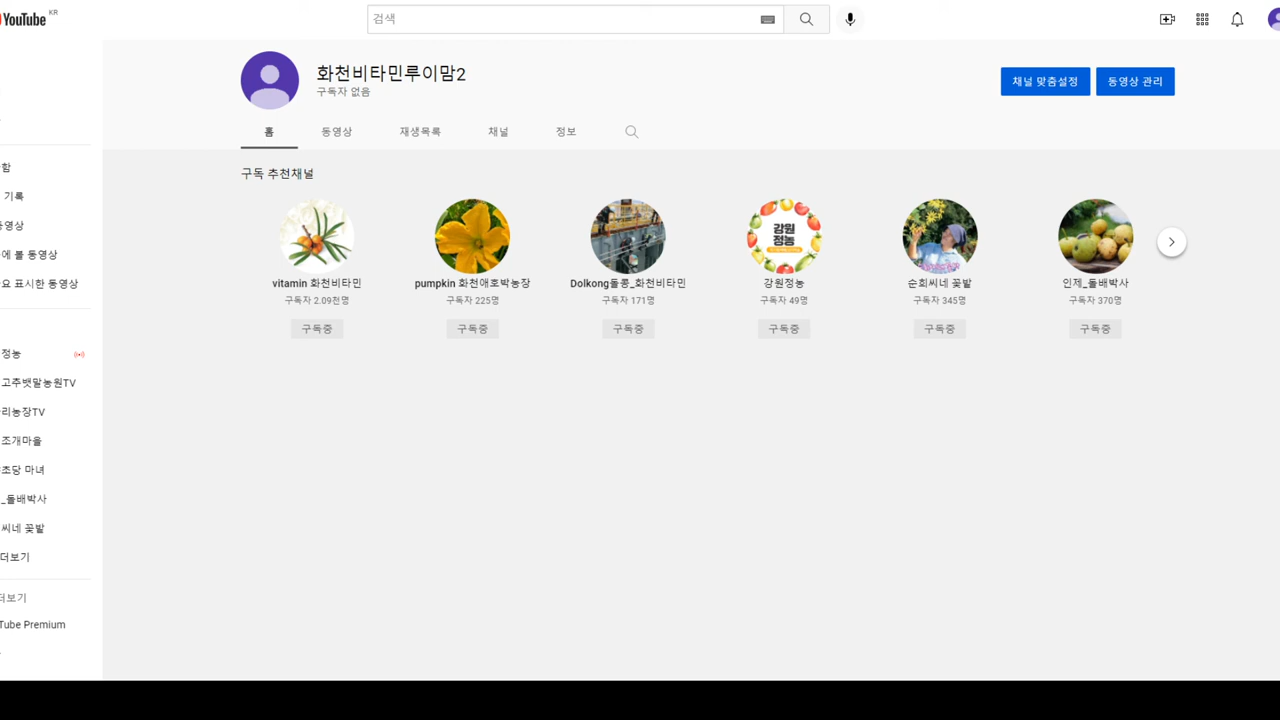 YouTube KR
검색
화천비타민루이맘2
구독자 없음
채널 맞춤설정
동영상 관리
홈
동영상
재생목록
채널
정보
구독 추천채널
vitamin 화천비타민
구독자 2.09천명
구독중
pumpkin 화천애호박농장
구독자 225명
구독중
Dolkong돌콩_화천비타민
구독자 171명
구독중
강원
정농
강원정농
구독자 49명
구독중
순희씨네 꽃밭
구독자 345명
구독중
인제_돌배박사
구독자 370명
구독중
함
기록
동영상
에 볼 동영상
요 표시한 동영상
정농
고추뱃말농원TV
리농장TV
조개마을
초당 마녀
_돌배박사
씨네 꽃밭
더보기
더보기
Tube Premium